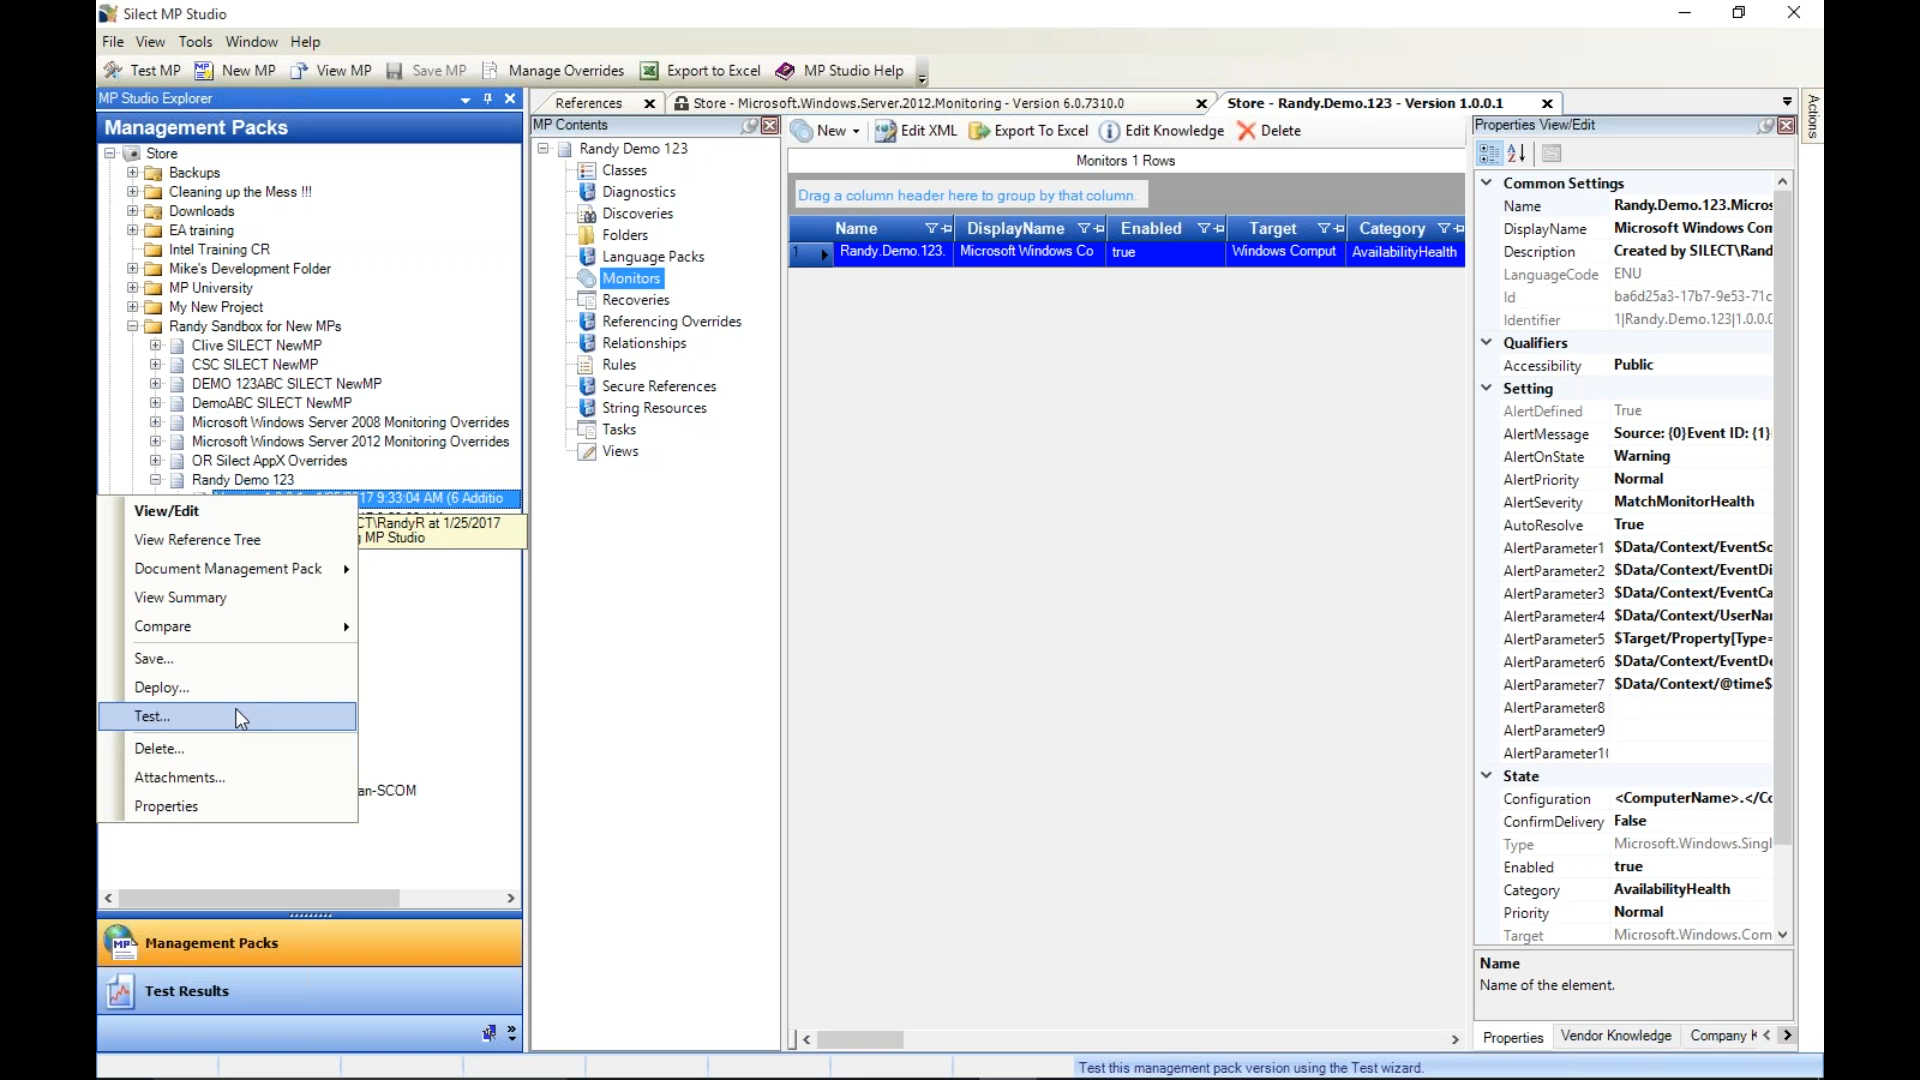 Silect MP Studio
File View Tools Window Help
Test MP New MP View MP Save MP Manage Overrides Export to Excel MP Studio Help
MP Studio Explorer
Management Packs
Store
Backups
Cleaning up the Mess !!!
Downloads
EA training
Intel Training CR
Mike's Development Folder
MP University
My New Project
Randy Sandbox for New MPs
Clive SILECT NewMP
CSC SILECT NewMP
DEMO 123ABC SILECT NewMP
DemoABC SILECT NewMP
Microsoft Windows Server 2008 Monitoring Overrides
Microsoft Windows Server 2012 Monitoring Overrides
OR Silect AppX Overrides
Randy Demo 123
17 9:33:04 AM (6 Additio
CT\RandyR at 1/25/2017
MP Studio
View/Edit
View Reference Tree
Document Management Pack
View Summary
Compare
Save...
Deploy...
Test...
Delete...
Attachments...
Properties
an-SCOM
Management Packs
Test Results
References
Store - Microsoft.Windows.Server.2012.Monitoring - Version 6.0.7310.0
Store - Randy.Demo.123 - Version 1.0.0.1
MP Contents
Randy Demo 123
Classes
Diagnostics
Discoveries
Folders
Language Packs
Monitors
Recoveries
Referencing Overrides
Relationships
Rules
Secure References
String Resources
Tasks
Views
New Edit XML Export To Excel Edit Knowledge Delete
Monitors 1 Rows
Drag a column header here to group by that column.
Name DisplayName Enabled Target Category
1 Randy.Demo.123. Microsoft Windows Co true Windows Comput AvailabilityHealth
Actions
Properties View/Edit
Common Settings
Name Randy.Demo.123.Micros
DisplayName Microsoft Windows Com
Description Created by SILECT\Rand
LanguageCode ENU
Id ba6d25a3-17b7-9e53-71c
Identifier 1|Randy.Demo.123|1.0.0.0
Qualifiers
Accessibility Public
Setting
AlertDefined True
AlertMessage Source: {0}Event ID: {1}
AlertOnState Warning
AlertPriority Normal
AlertSeverity MatchMonitorHealth
AutoResolve True
AlertParameter1 $Data/Context/EventSc
AlertParameter2 $Data/Context/EventDi
AlertParameter3 $Data/Context/EventCa
AlertParameter4 $Data/Context/UserNa
AlertParameter5 $Target/Property[Type=
AlertParameter6 $Data/Context/EventDe
AlertParameter7 $Data/Context/@time$
AlertParameter8
AlertParameter9
AlertParameter1(
State
Configuration <ComputerName>.</Co
ConfirmDelivery False
Type Microsoft.Windows.Singl
Enabled true
Category AvailabilityHealth
Priority Normal
Target Microsoft.Windows.Com
Name
Name of the element.
Properties Vendor Knowledge Company K
Test this management pack version using the Test wizard.